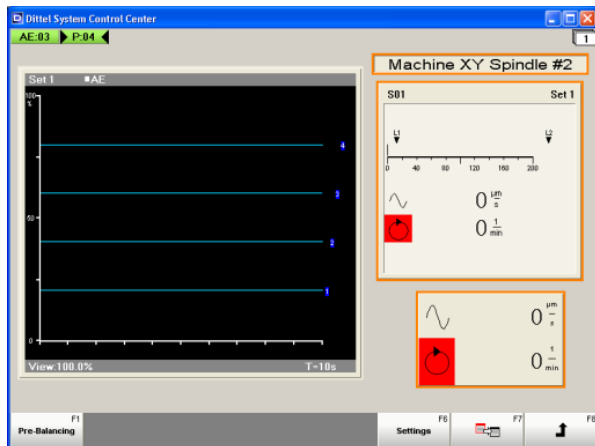 Dittel System Control Center
AE:03 P:04
1
Machine XY Spindle #2
Set 1 ■AE
100
%
4
3
50
2
1
0
View:100.0% T=10s
S01 Set 1
L1 L2
0 40 80 120 160 200
0 µm/s
0 1/min
0 µm/s
0 1/min
F1 F6 F7 F8
Pre-Balancing Settings